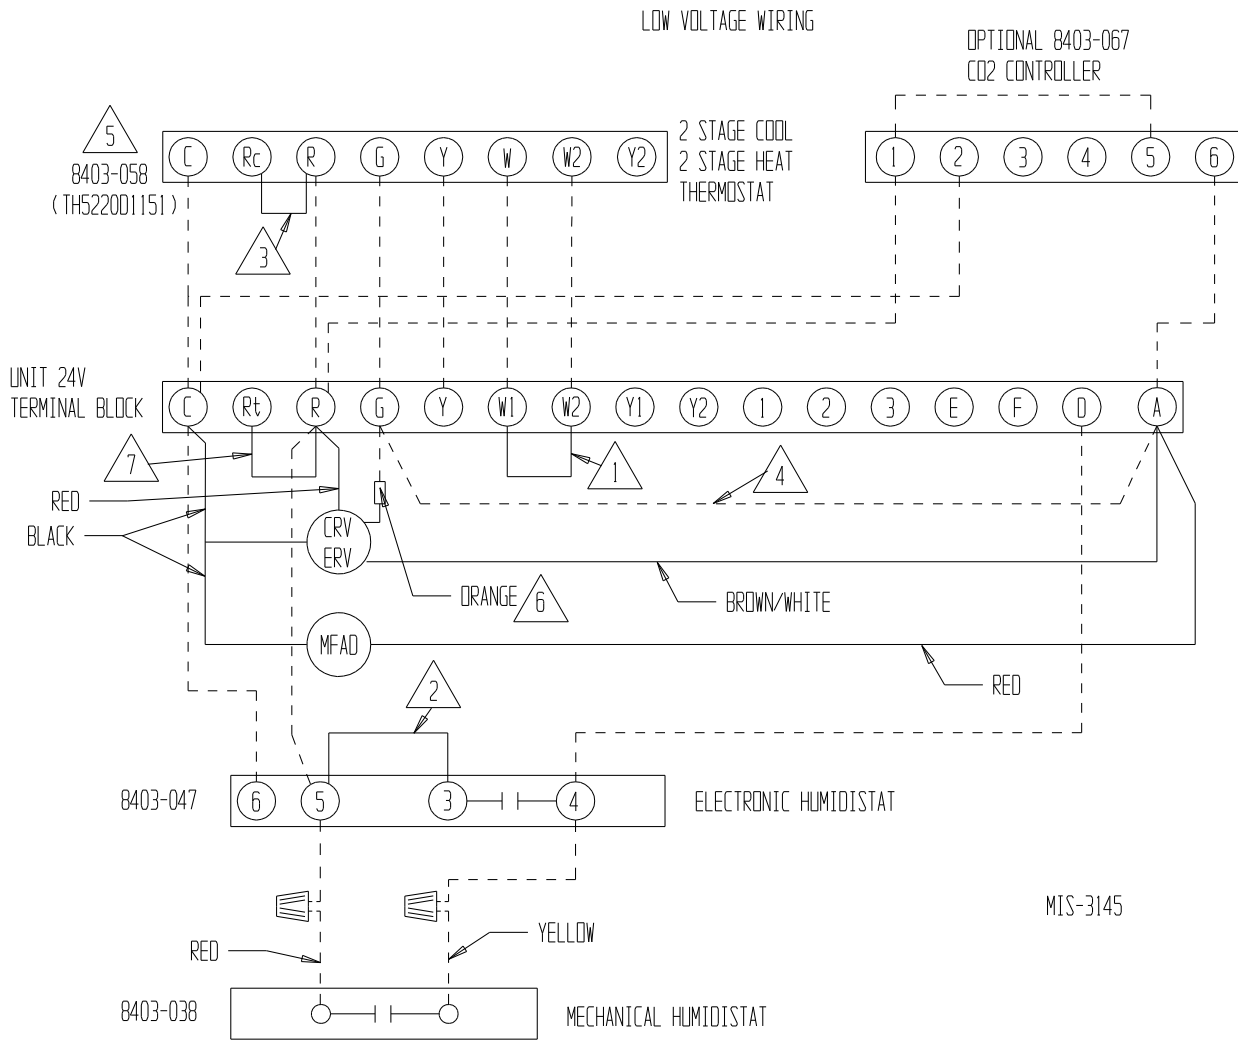 LOW VOLTAGE WIRING
OPTIONAL 8403-067
CO2 CONTROLLER
5
8403-058
(TH5220D1151)
C Rc R G Y W W2 Y2
2 STAGE COOL
2 STAGE HEAT
THERMOSTAT
1 2 3 4 5 6
3
UNIT 24V
TERMINAL BLOCK
C Rt R G Y W1 W2 Y1 Y2 1 2 3 E F D A
7
1
4
RED
BLACK
CRV
ERV
ORANGE
6
BROWN/WHITE
MFAD
RED
2
8403-047
6 5 3 4
ELECTRONIC HUMIDISTAT
MIS-3145
RED
YELLOW
8403-038
MECHANICAL HUMIDISTAT